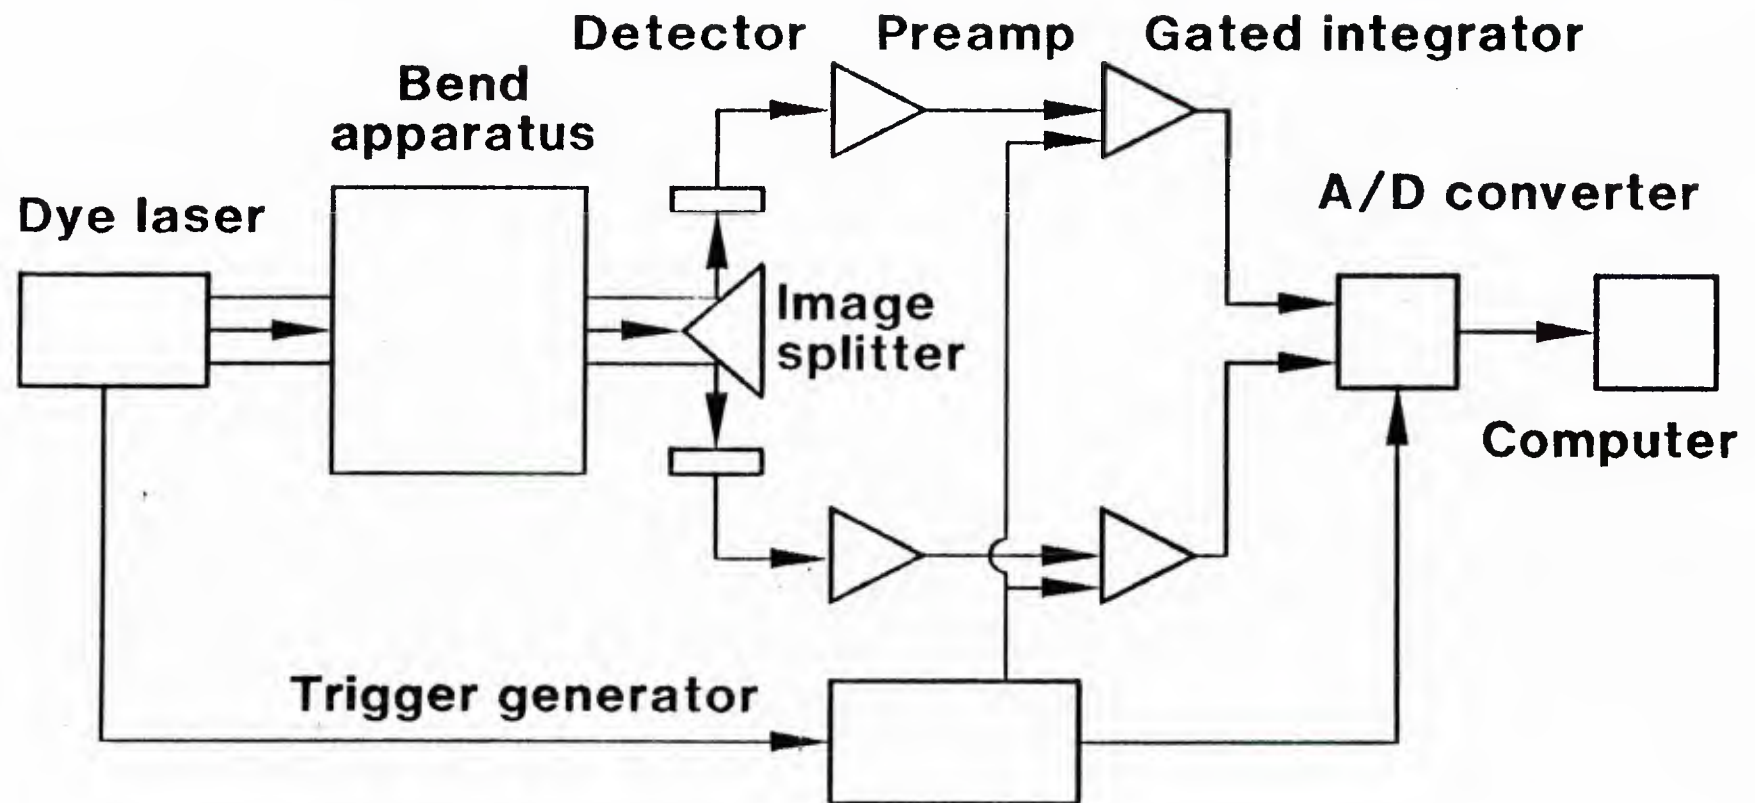 Detector
Preamp
Gated integrator
Bend
apparatus
Dye laser
A/D converter
Image
splitter
Computer
Trigger generator